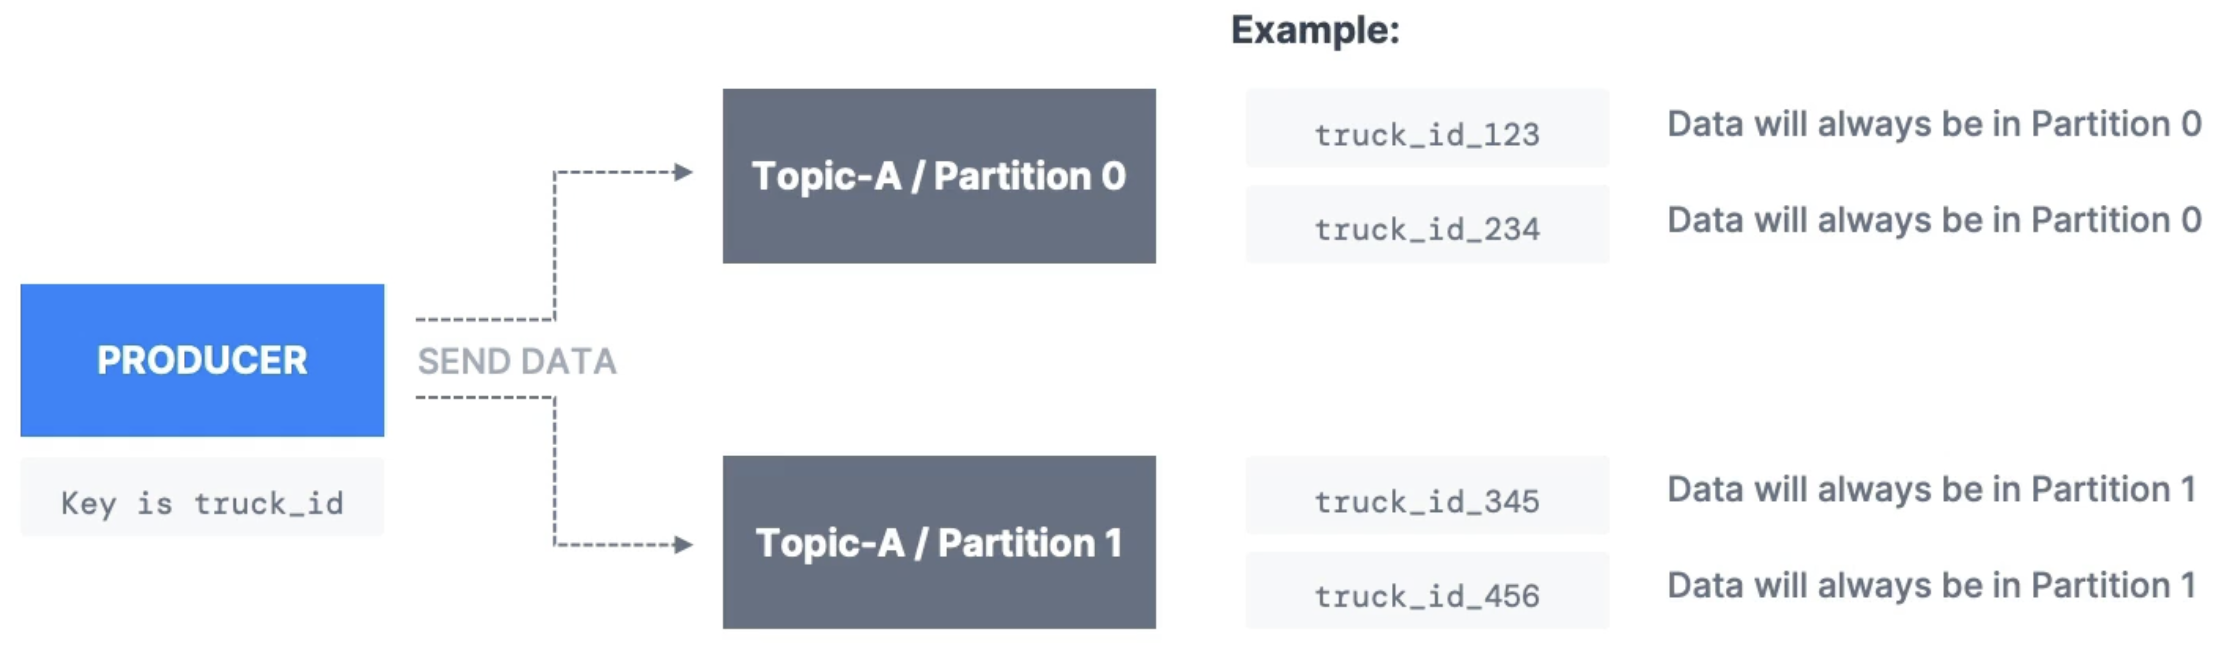 Example:
truck_id_123
Data will always be in Partition 0
Topic-A / Partition 0
truck_id_234
Data will always be in Partition 0
PRODUCER
SEND DATA
Key is truck_id
truck_id_345
Data will always be in Partition 1
Topic-A / Partition 1
truck_id_456
Data will always be in Partition 1